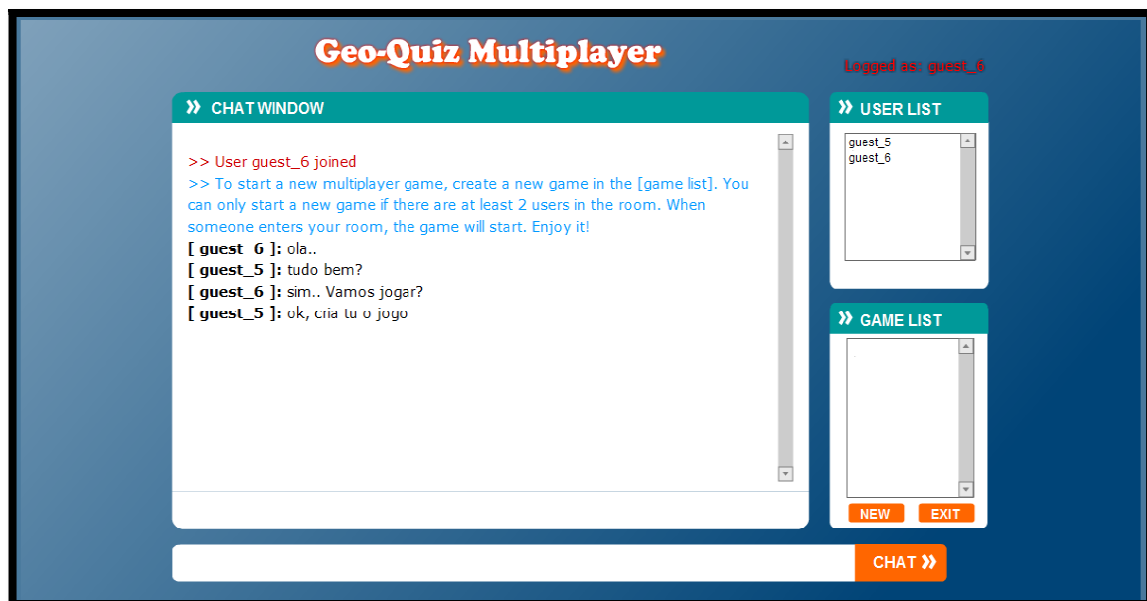 Geo-Quiz Multiplayer
Logged as: guest_6
CHAT WINDOW
>> User guest_6 joined
>> To start a new multiplayer game, create a new game in the [game list]. You
can only start a new game if there are at least 2 users in the room. When
someone enters your room, the game will start. Enjoy it!
[ guest_6 ]: ola..
[ guest_5 ]: tudo bem?
[ guest_6 ]: sim.. Vamos jogar?
[ guest_5 ]: ok, cria tu o jogo
USER LIST
guest_5
guest_6
GAME LIST
NEW EXIT
CHAT